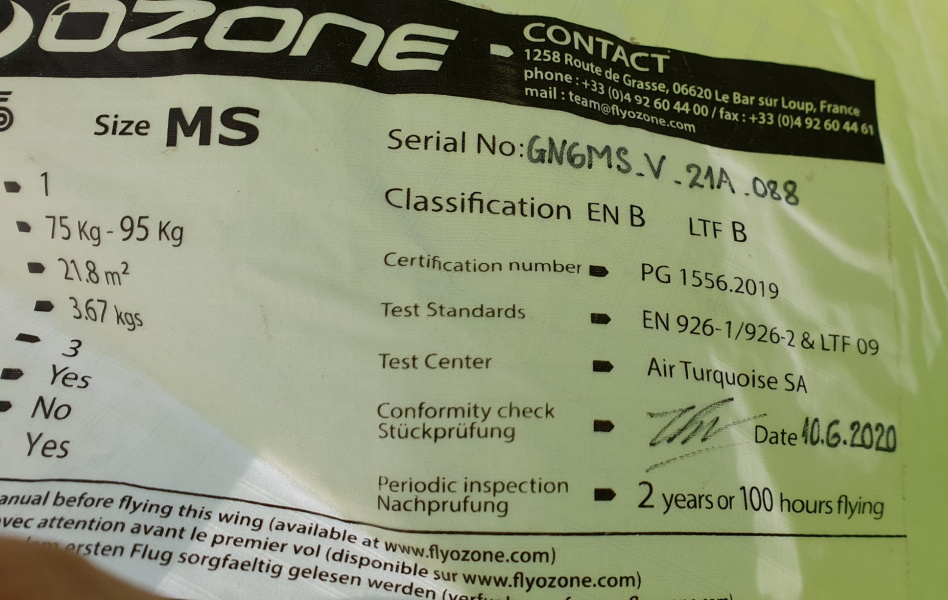 OZONE
CONTACT
1258 Route de Grasse, 06620 Le Bar sur Loup, France
phone : +33 (0)4 92 60 44 00 / fax : +33 (0)4 92 60 44 61
mail : team@flyozone.com
Size MS
1
75 Kg - 95 Kg
21.8 m²
3.67 kgs
3
Yes
No
Yes
Serial No: GN6MS_V_21A_088
Classification EN B LTF B
Certification number PG 1556.2019
Test Standards EN 926-1/926-2 & LTF 09
Test Center Air Turquoise SA
Conformity check
Stückprüfung
Date 10.6.2020
Periodic inspection
Nachprüfung
2 years or 100 hours flying
anual before flying this wing (available at www.flyozone.com)
vec attention avant le premier vol (disponible sur www.flyozone.com)
ersten Flug sorgfaeltig gelesen werden